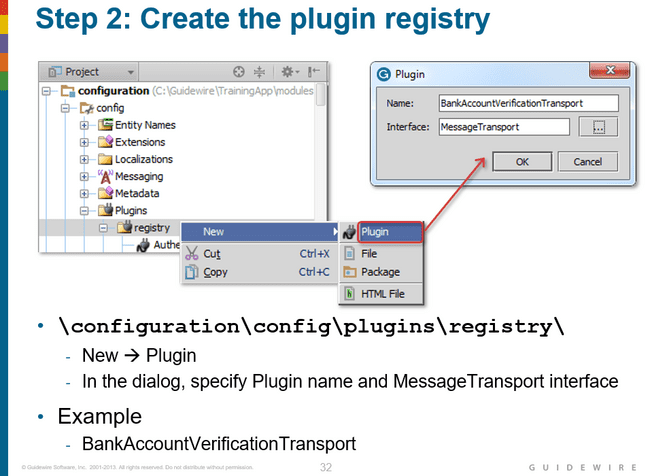 Step 2: Create the plugin registry
Project
configuration (C:\Guidewire\TrainingApp\modules
config
Entity Names
Extensions
Localizations
Messaging
Metadata
Plugins
registry
Authe
New
Cut Ctrl+X
Copy Ctrl+C
Plugin
File
Package
HTML File
Plugin
Name: BankAccountVerificationTransport
Interface: MessageTransport ...
OK Cancel
• \configuration\config\plugins\registry\
- New → Plugin
- In the dialog, specify Plugin name and MessageTransport interface
• Example
- BankAccountVerificationTransport
© Guidewire Software, Inc. 2001-2013. All rights reserved. Do not distribute without permission.
32
GUIDEWIRE